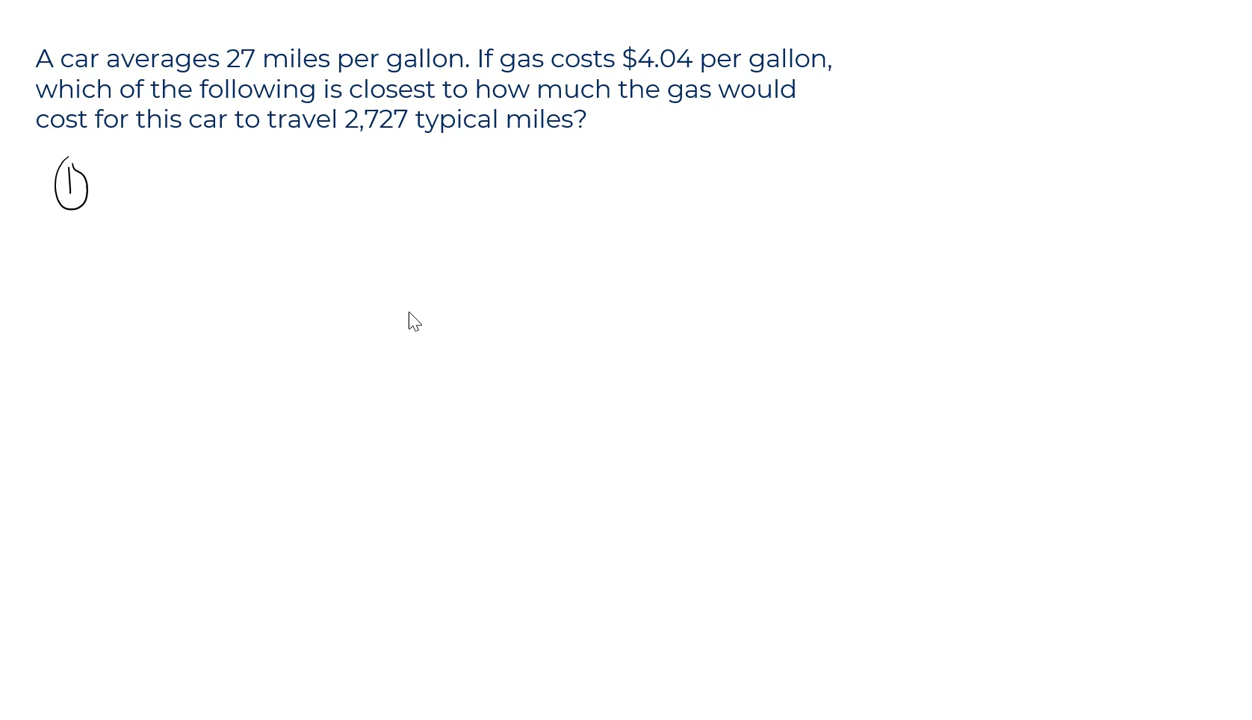 A car averages 27 miles per gallon. If gas costs $4.04 per gallon,
which of the following is closest to how much the gas would
cost for this car to travel 2,727 typical miles?
①